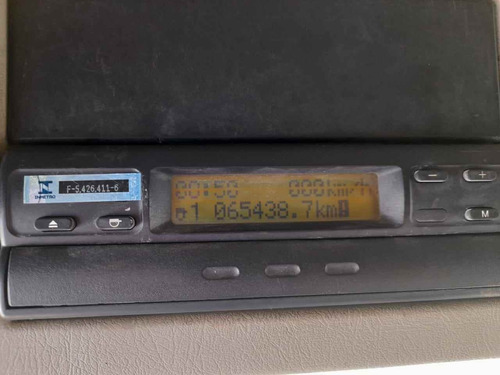 F-5.426.411-6
INMETRO
00:50 000km/h
1 065438.7km
− +
M